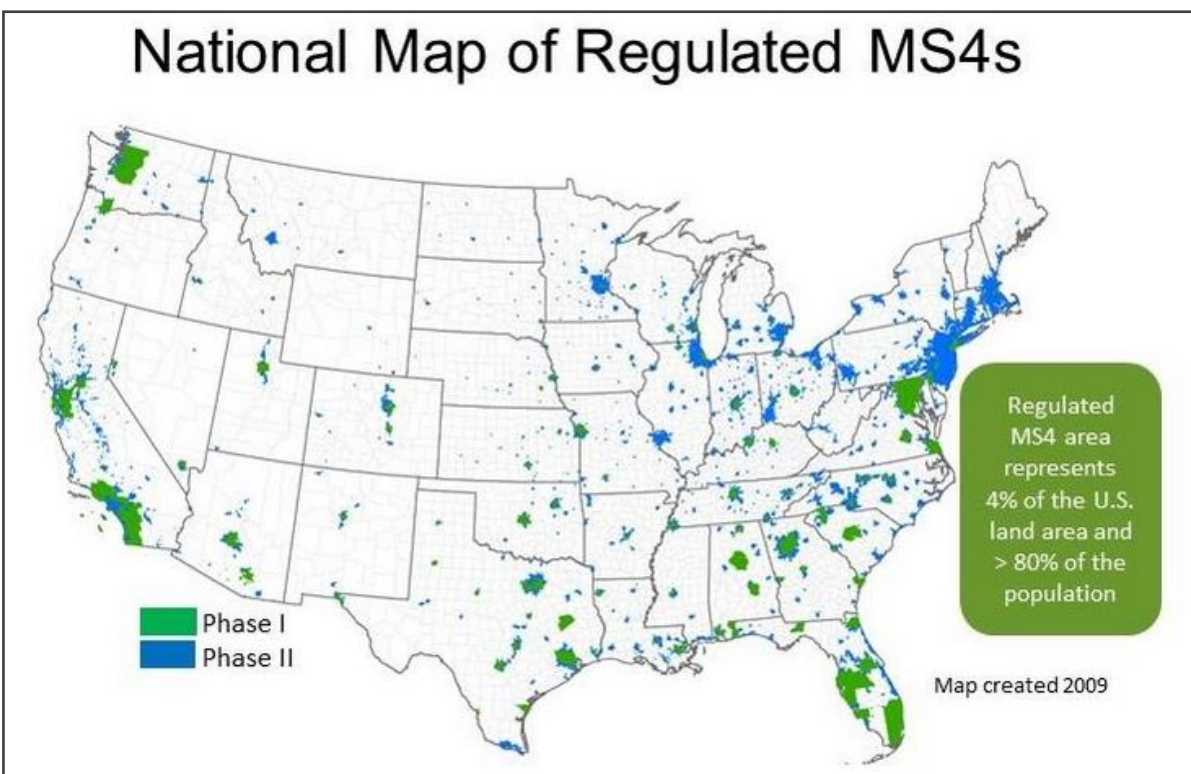 National Map of Regulated MS4s
Regulated
MS4 area
represents
4% of the U.S.
land area and
> 80% of the
population
Phase I
Phase II
Map created 2009